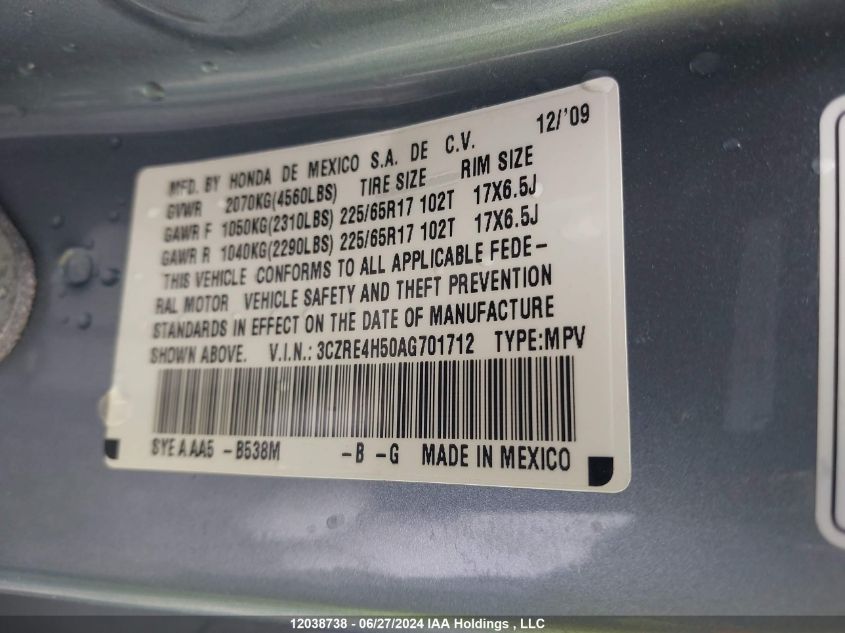 12/'09
MFD. BY HONDA DE MEXICO S.A. DE C.V.
GVWR 2070KG(4560LBS) TIRE SIZE RIM SIZE
GAWR F 1050KG(2310LBS) 225/65R17 102T 17X6.5J
GAWR R 1040KG(2290LBS) 225/65R17 102T 17X6.5J
THIS VEHICLE CONFORMS TO ALL APPLICABLE FEDE-
RAL MOTOR VEHICLE SAFETY AND THEFT PREVENTION
STANDARDS IN EFFECT ON THE DATE OF MANUFACTURE
SHOWN ABOVE. V.I.N.: 3CZRE4H50AG701712 TYPE:MPV
SYE A AA5 -B538M -B -G MADE IN MEXICO
12038738 - 06/27/2024 IAA Holdings , LLC